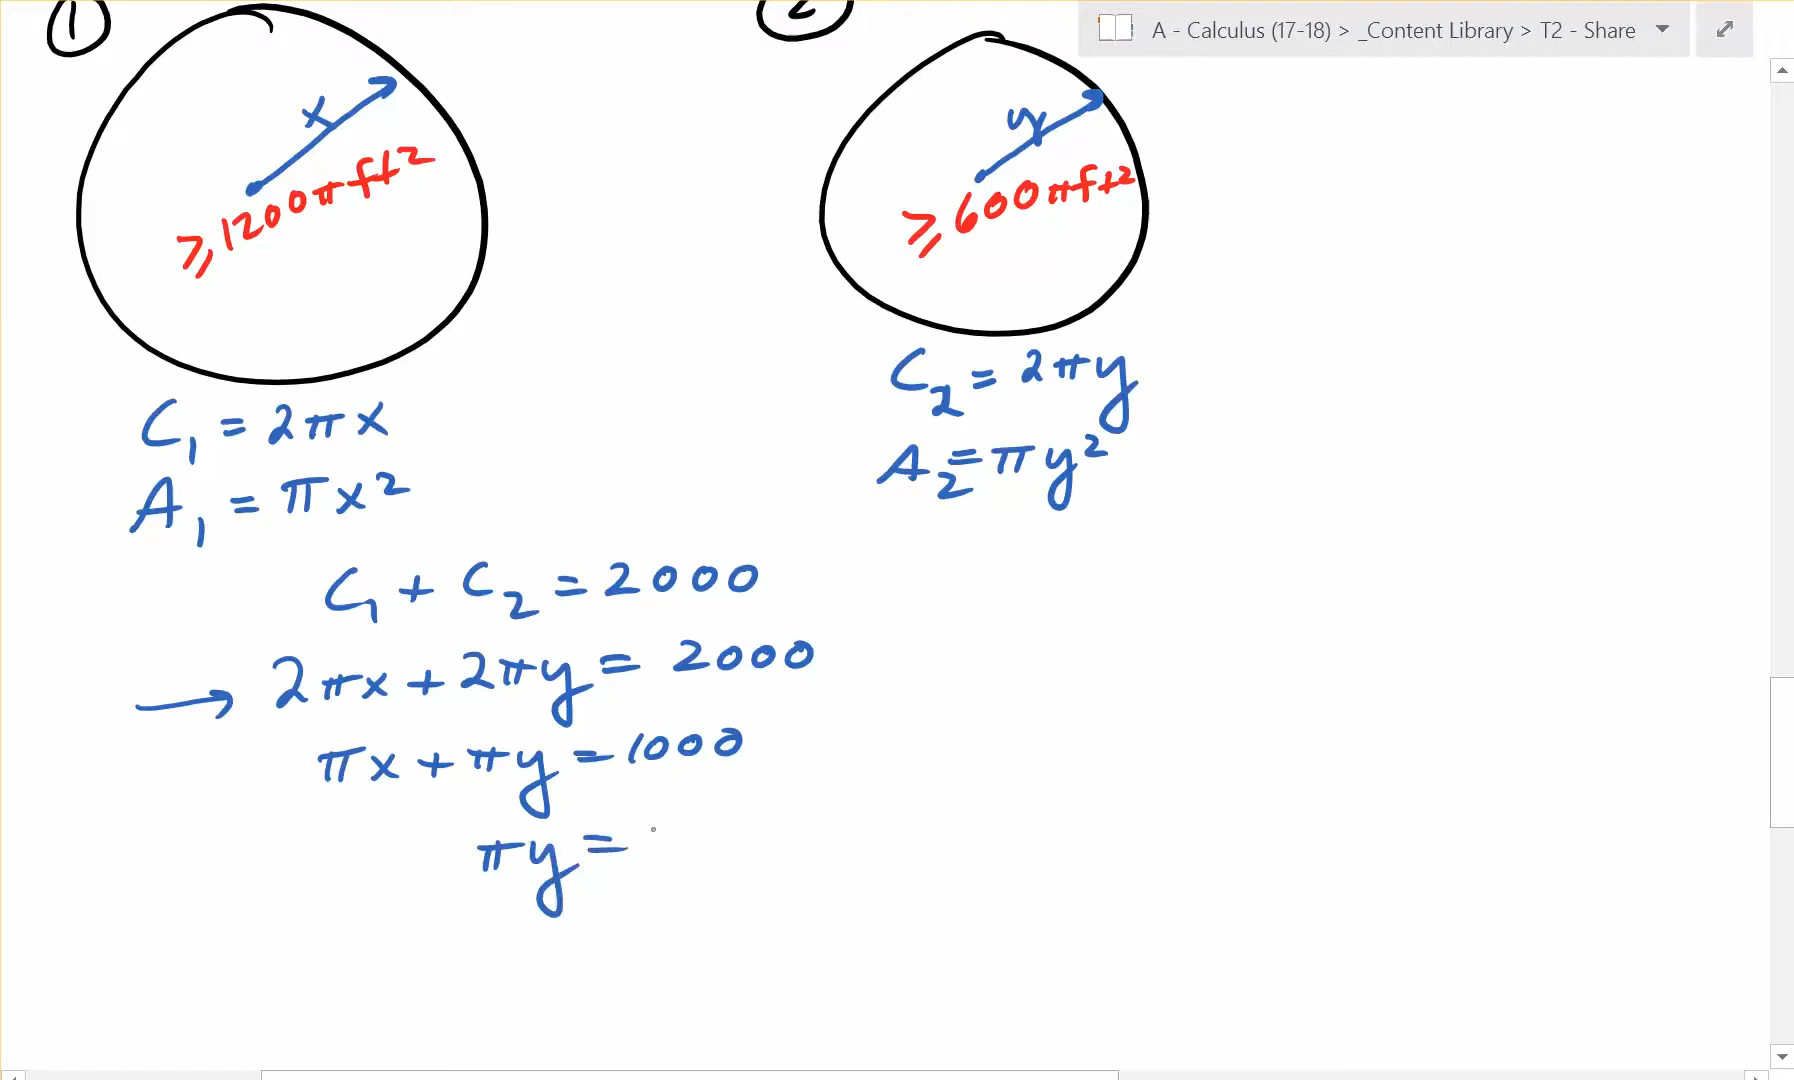 ①
②
A - Calculus (17-18) > _Content Library > T2 - Share
x
≥ 1200π ft²
y
≥ 600π ft²
C₁ = 2πx
A₁ = πx²
C₂ = 2πy
A₂ = πy²
C₁ + C₂ = 2000
→ 2πx + 2πy = 2000
πx + πy = 1000
πy =